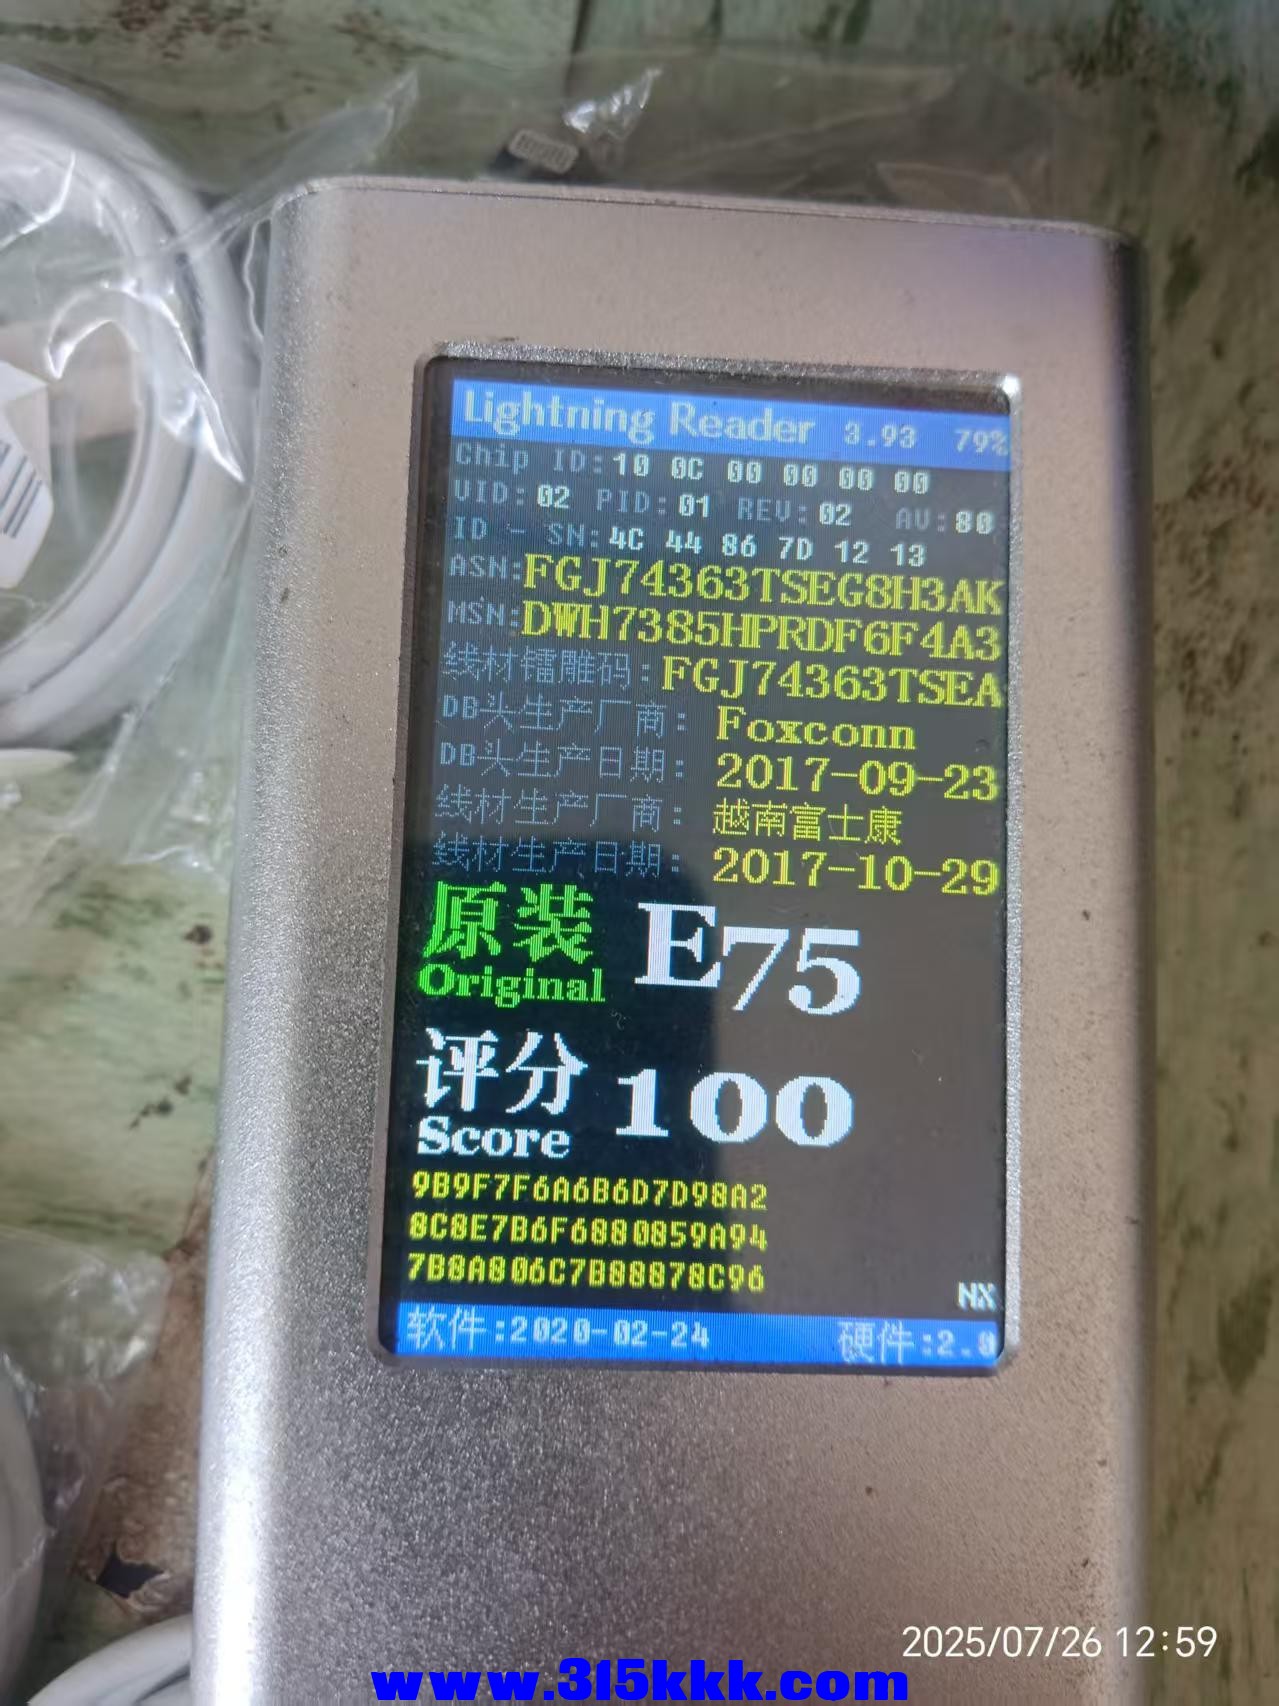 Lightning Reader 3.93 79%
Chip ID:10 0C 00 00 00 00
VID:02 PID:01 REV:02 AV:80
ID - SN:4C 44 86 7D 12 13
ASN:FGJ74363TSEG8H3AK
MSN:DWH7385HPRDF6F4A3
线材镭雕码:FGJ74363TSEA
DB头生产厂商: Foxconn
DB头生产日期: 2017-09-23
线材生产厂商: 越南富士康
线材生产日期: 2017-10-29
原装 E75
Original
评分 100
Score
9B9F7F6A6B6D7D98A2
8C8E7B6F6880859A94
7B8A806C7B88878C96
NX
软件:2020-02-24 硬件:2.0
2025/07/26 12:59
www.315kkk.com